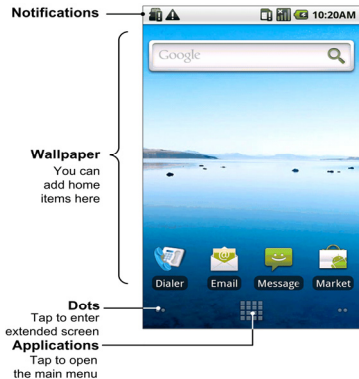 Notifications
10:20AM
Google
Wallpaper
You can
add home
items here
Dialer
Email
Message
Market
Dots
Tap to enter
extended screen
Applications
Tap to open
the main menu